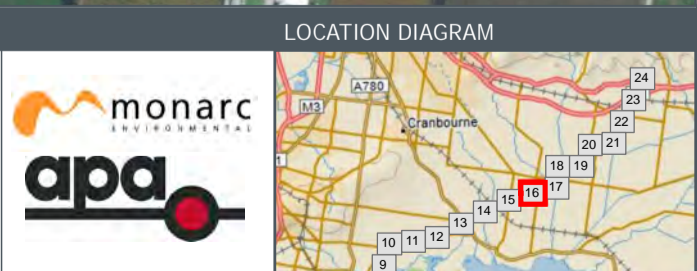 LOCATION DIAGRAM
monarc
ENVIRONMENTAL
apa
A780
M3
Cranbourne
1
24
23
22
20 21
18 19
16 17
15
14
13
10 11 12
9